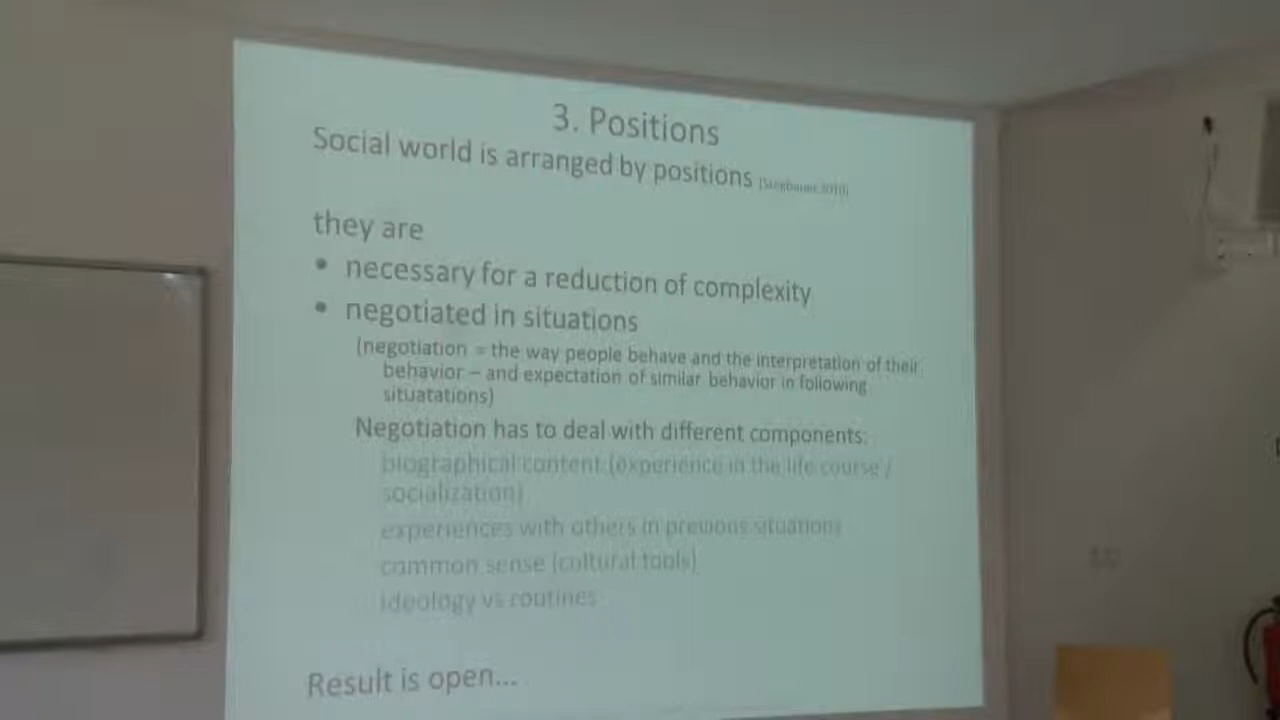 3. Positions
Social world is arranged by positions (Stegbauer 2010)
they are
• necessary for a reduction of complexity
• negotiated in situations
(negotiation = the way people behave and the interpretation of their
behavior – and expectation of similar behavior in following
situatations)
Negotiation has to deal with different components:
biographical content (experience in the life course /
socialization)
experiences with others in previous situations
common sense (cultural tools)
ideology vs routines
Result is open...